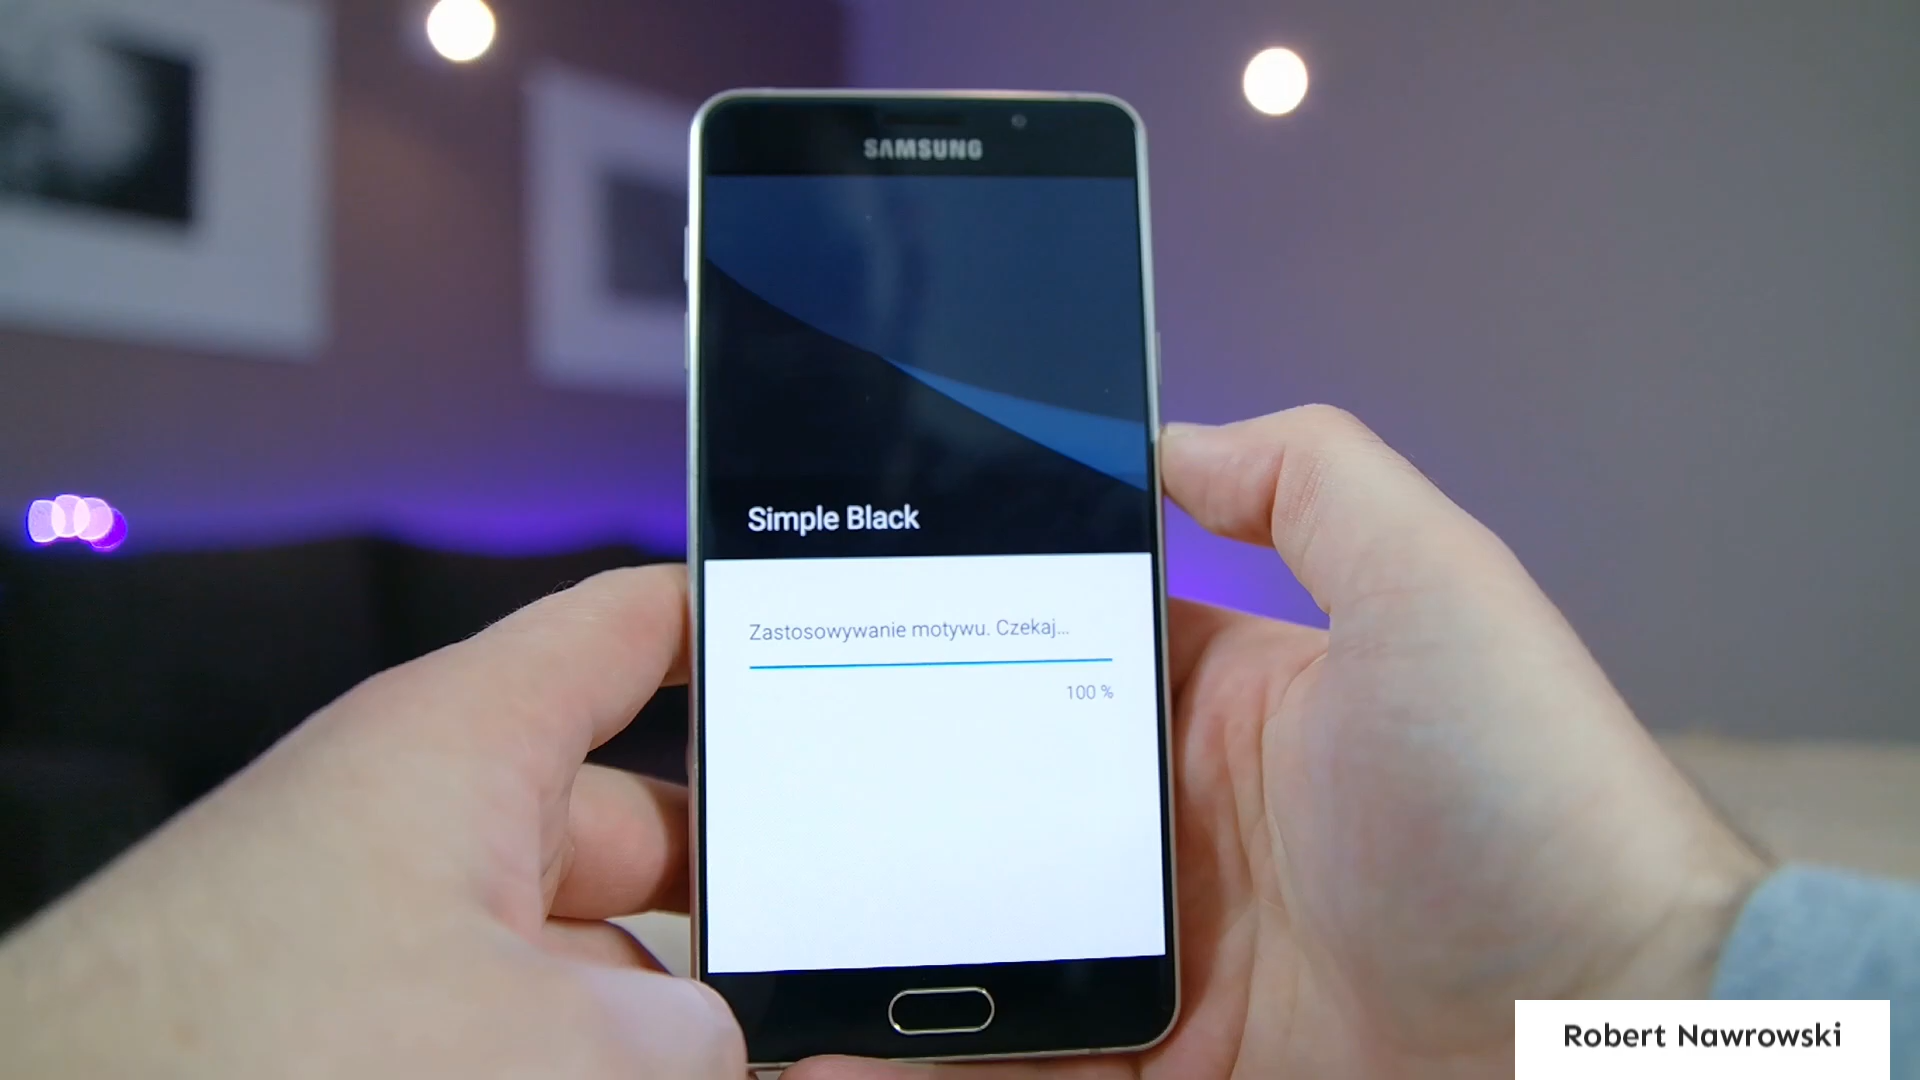 SAMSUNG
Simple Black
Zastosowywanie motywu. Czekaj...
100 %
Robert Nawrowski